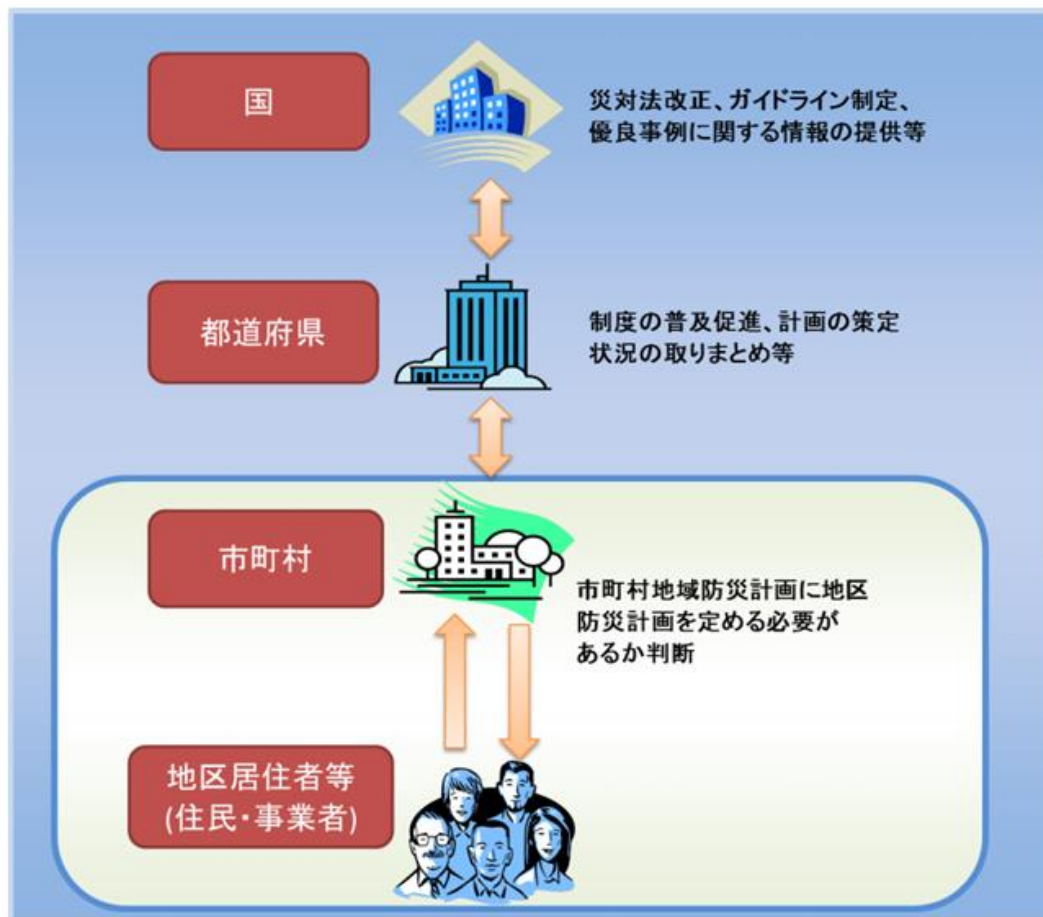 国
災対法改正、ガイドライン制定、
優良事例に関する情報の提供等
都道府県
制度の普及促進、計画の策定
状況の取りまとめ等
市町村
市町村地域防災計画に地区
防災計画を定める必要が
あるか判断
地区居住者等
(住民・事業者)